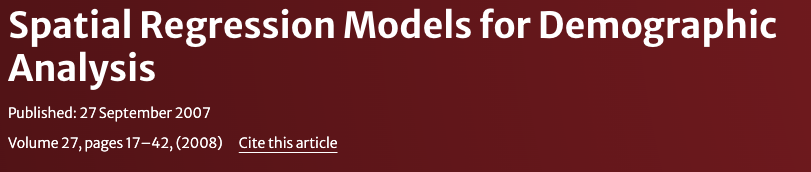 Spatial Regression Models for Demographic
Analysis
Published: 27 September 2007
Volume 27, pages 17–42, (2008) Cite this article